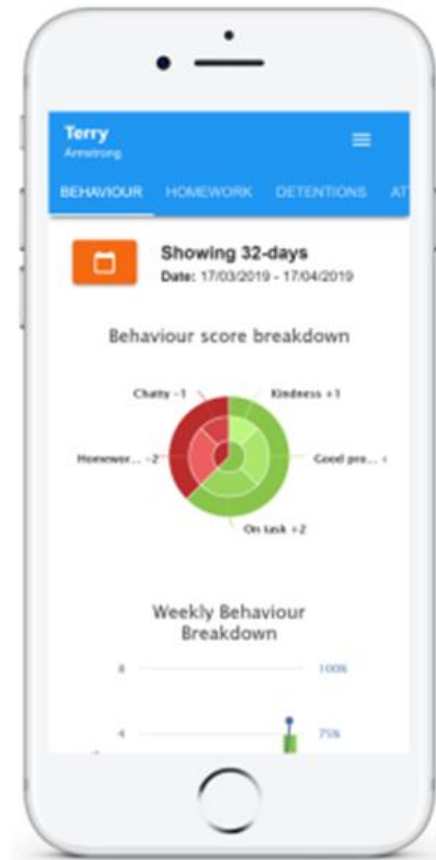 Terry
Armstrong
BEHAVIOUR HOMEWORK DETENTIONS AT
Showing 32-days
Date: 17/03/2019 - 17/04/2019
Behaviour score breakdown
Chatty -1
Kindness +1
Homewor... -2
Good pro...
On task +2
Weekly Behaviour
Breakdown
8 100%
4 75%